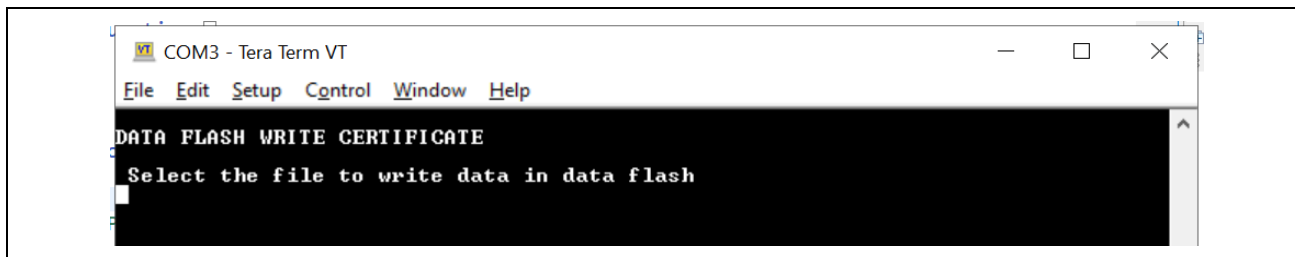 COM3 - Tera Term VT
File Edit Setup Control Window Help
DATA FLASH WRITE CERTIFICATE
Select the file to write data in data flash